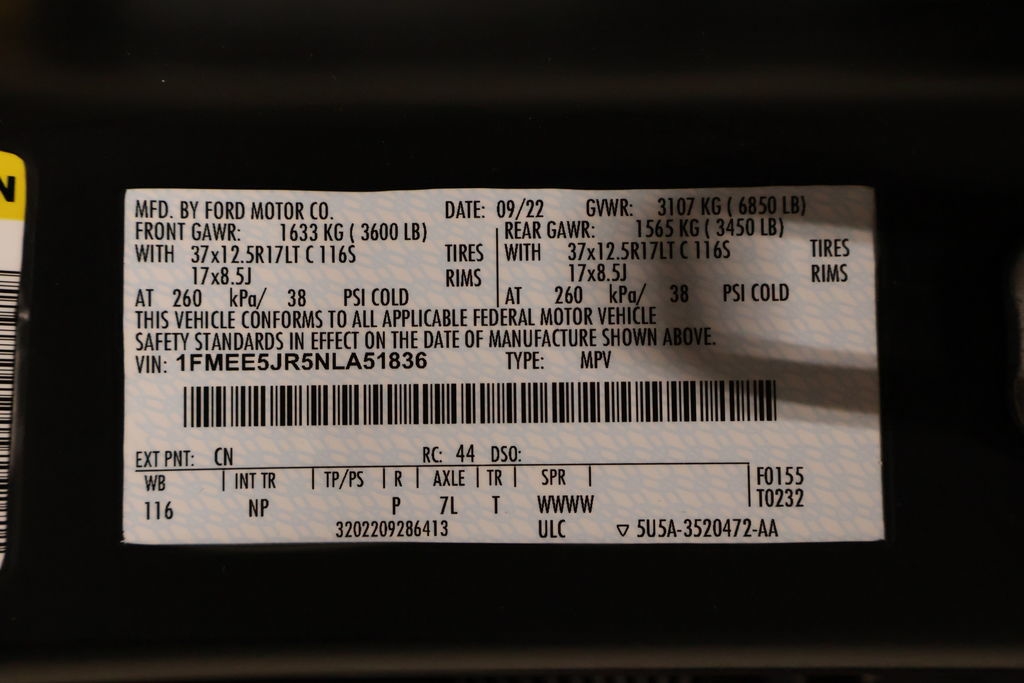 N
MFD. BY FORD MOTOR CO. DATE: 09/22 GVWR: 3107 KG ( 6850 LB)
FRONT GAWR: 1633 KG ( 3600 LB) REAR GAWR: 1565 KG ( 3450 LB)
WITH 37x12.5R17LT C 116S TIRES WITH 37x12.5R17LT C 116S TIRES
17x8.5J RIMS 17x8.5J RIMS
AT 260 kPa/ 38 PSI COLD AT 260 kPa/ 38 PSI COLD
THIS VEHICLE CONFORMS TO ALL APPLICABLE FEDERAL MOTOR VEHICLE
SAFETY STANDARDS IN EFFECT ON THE DATE OF MANUFACTURE SHOWN ABOVE.
VIN: 1FMEE5JR5NLA51836 TYPE: MPV
EXT PNT: CN RC: 44 DSO:
WB INT TR TP/PS R AXLE TR SPR F0155
116 NP P 7L T WWWW T0232
3202209286413 ULC ▽ 5U5A-3520472-AA